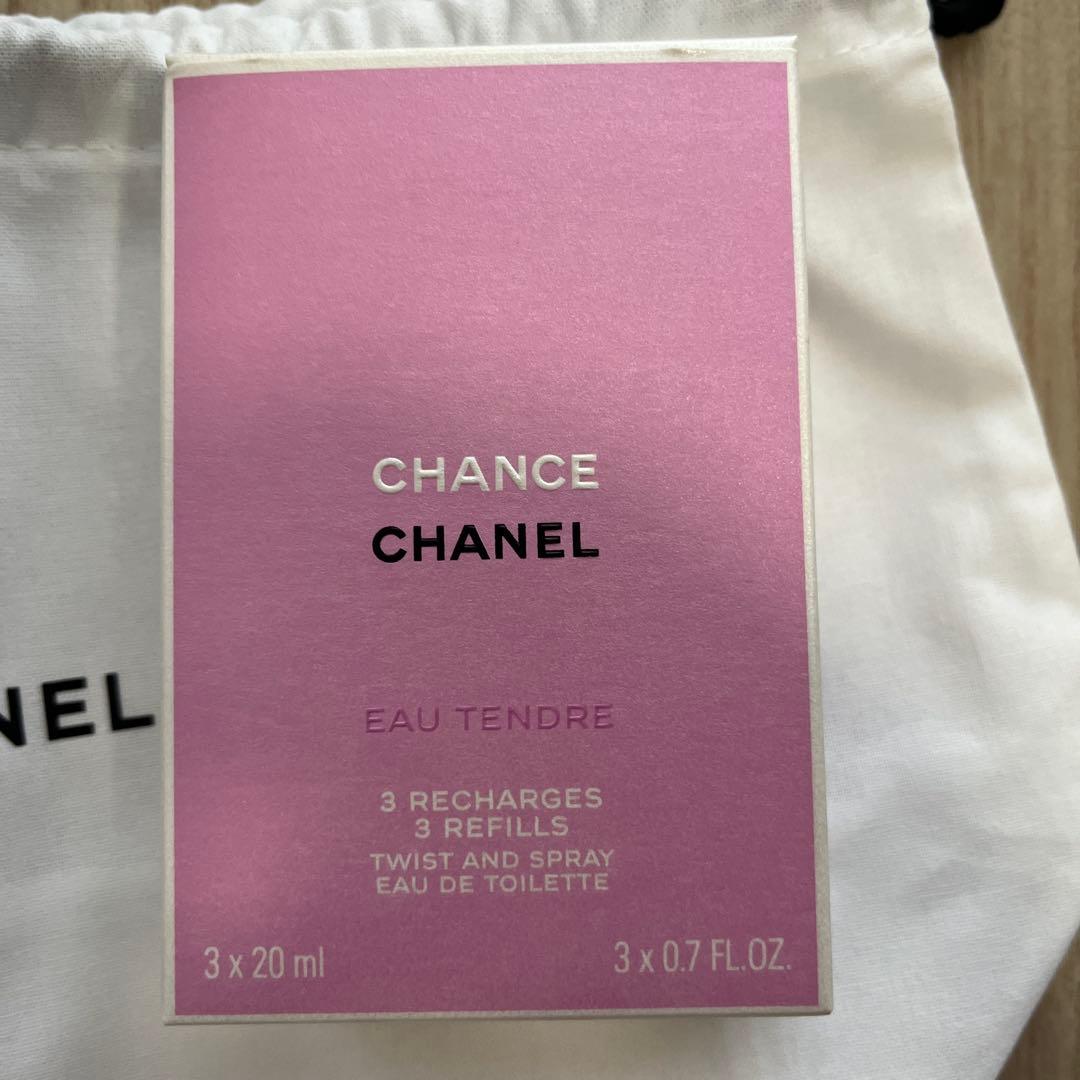 CHANCE
CHANEL
NEL
EAU TENDRE
3 RECHARGES
3 REFILLS
TWIST AND SPRAY
EAU DE TOILETTE
3 x 20 ml
3 x 0.7 FL.OZ.